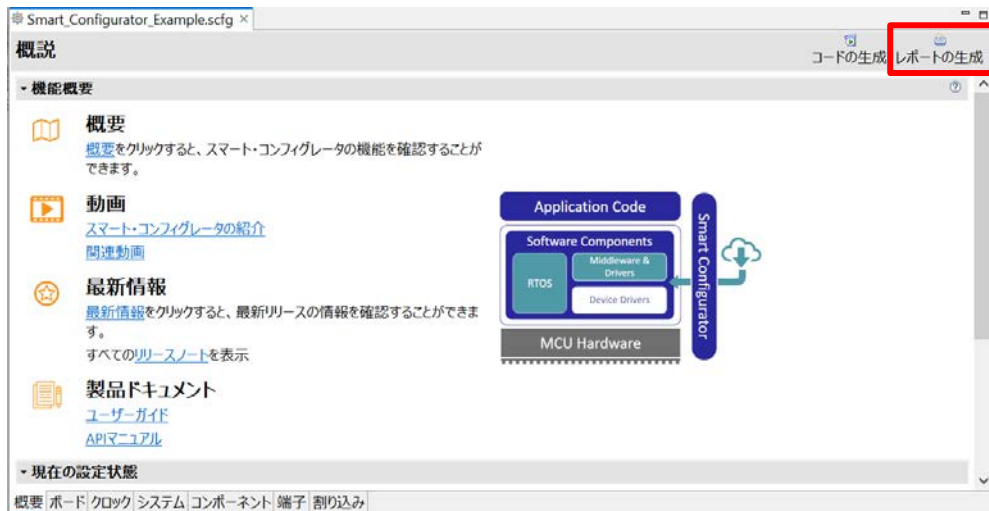 Smart_Configurator_Example.scfg
概説
コードの生成 レポートの生成
機能概要
概要
概要をクリックすると、スマート・コンフィグレータの機能を確認することが
できます。
動画
スマート・コンフィグレータの紹介
関連動画
最新情報
最新情報をクリックすると、最新リリースの情報を確認することができま
す。
すべてのリリースノートを表示
製品ドキュメント
ユーザーガイド
APIマニュアル
Application Code
Software Components
RTOS
Middleware &
Drivers
Device Drivers
MCU Hardware
Smart Configurator
現在の設定状態
概要 ボード クロック システム コンポーネント 端子 割り込み